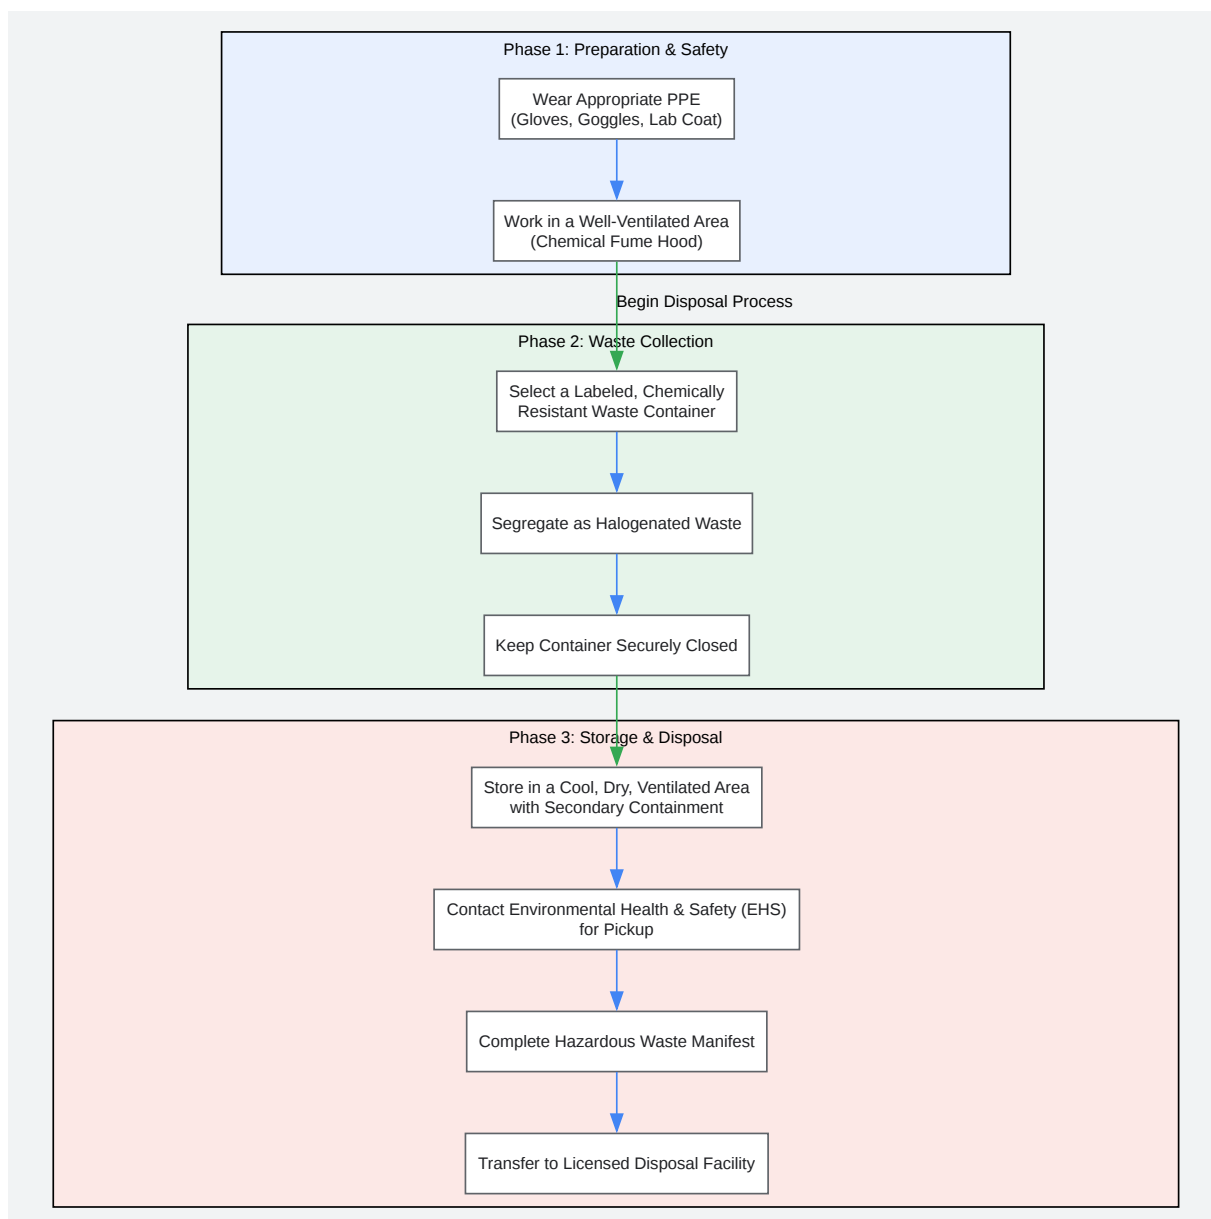 Phase 1: Preparation & Safety
Wear Appropriate PPE
(Gloves, Goggles, Lab Coat)
Work in a Well-Ventilated Area
(Chemical Fume Hood)
Begin Disposal Process
Phase 2: Waste Collection
Select a Labeled, Chemically
Resistant Waste Container
Segregate as Halogenated Waste
Keep Container Securely Closed
Phase 3: Storage & Disposal
Store in a Cool, Dry, Ventilated Area
with Secondary Containment
Contact Environmental Health & Safety (EHS)
for Pickup
Complete Hazardous Waste Manifest
Transfer to Licensed Disposal Facility